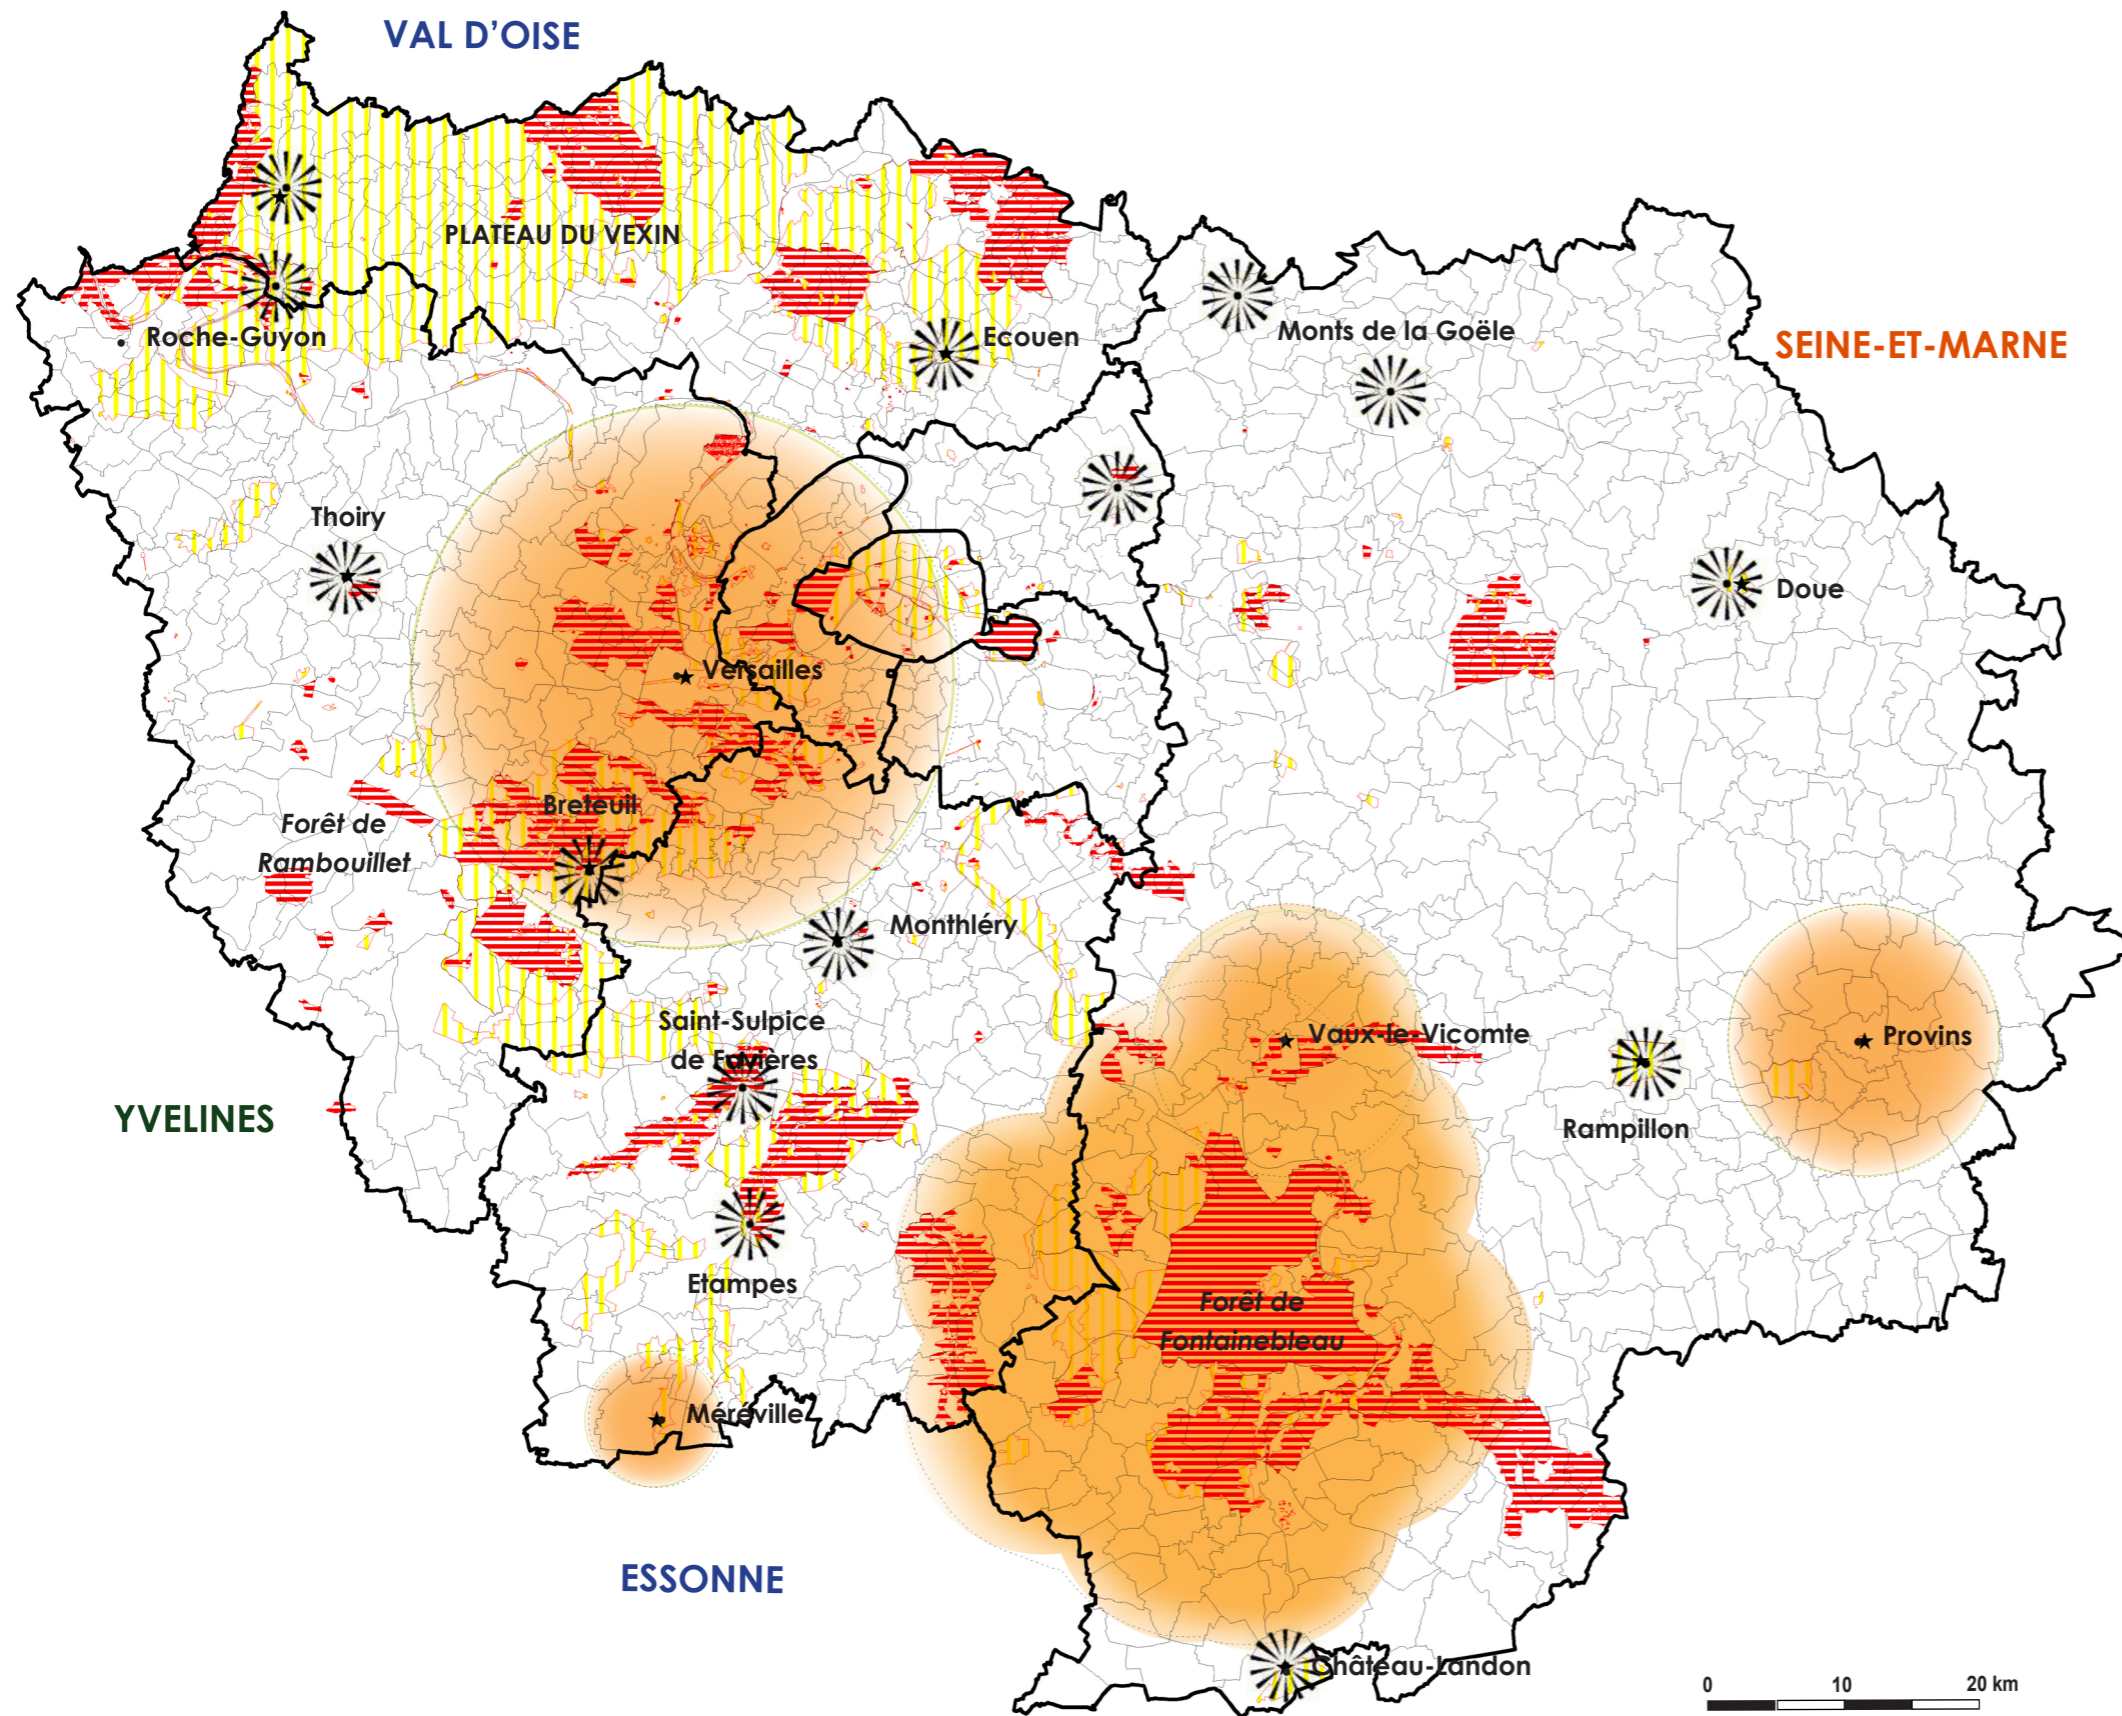 VAL D'OISE
PLATEAU DU VEXIN
Roche-Guyon
Ecouen
Monts de la Goële
SEINE-ET-MARNE
Thoiry
Doue
Versailles
Breteuil
Forêt de
Rambouillet
Monthléry
Saint-Sulpice
de Favières
Vaux-le-Vicomte
Provins
YVELINES
Rampillon
Etampes
Forêt de
Fontainebleau
Méréville
ESSONNE
Château-Landon
0 10 20 km